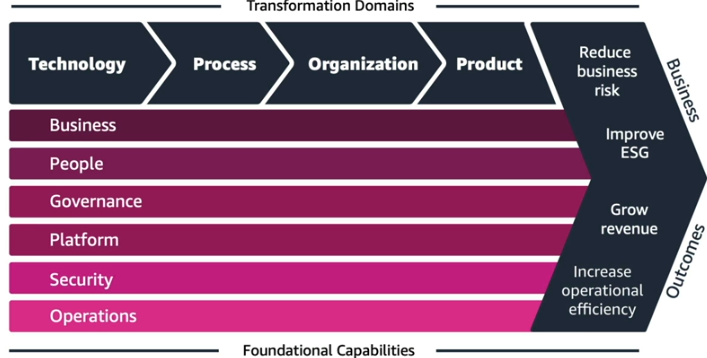 Transformation Domains
Technology
Process
Organization
Product
Reduce
business
risk
Improve
ESG
Grow
revenue
Increase
operational
efficiency
Business
Outcomes
Business
People
Governance
Platform
Security
Operations
Foundational Capabilities